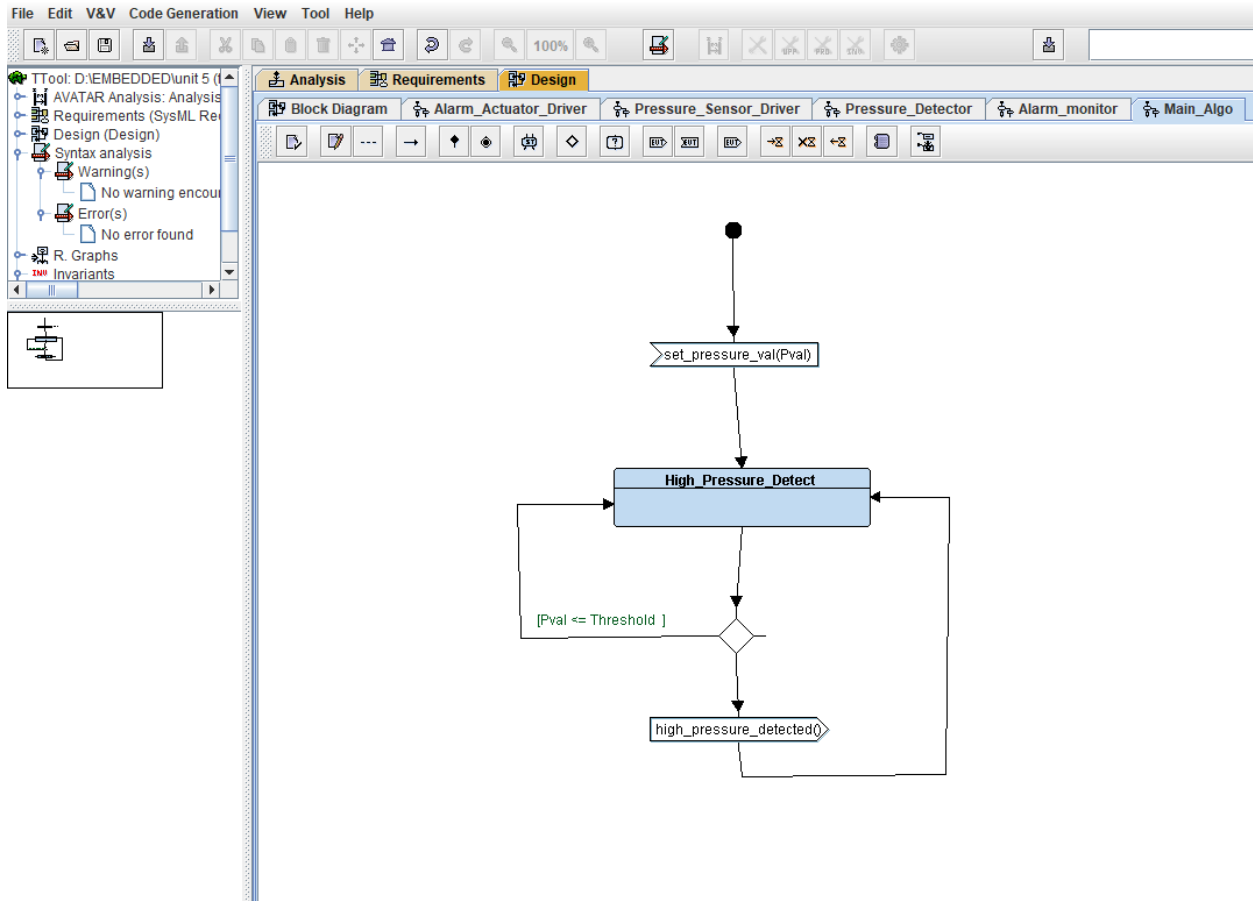 File Edit V&V Code Generation View Tool Help
100%
TTool: D:\EMBEDDED\unit 5 (
AVATAR Analysis: Analysis
Requirements (SysML Re
Design (Design)
Syntax analysis
Warning(s)
No warning encou
Error(s)
No error found
R. Graphs
INV Invariants
Analysis Requirements Design
Block Diagram Alarm_Actuator_Driver Pressure_Sensor_Driver Pressure_Detector Alarm_monitor Main_Algo
set_pressure_val(Pval)
High_Pressure_Detect
[Pval <= Threshold ]
high_pressure_detected()